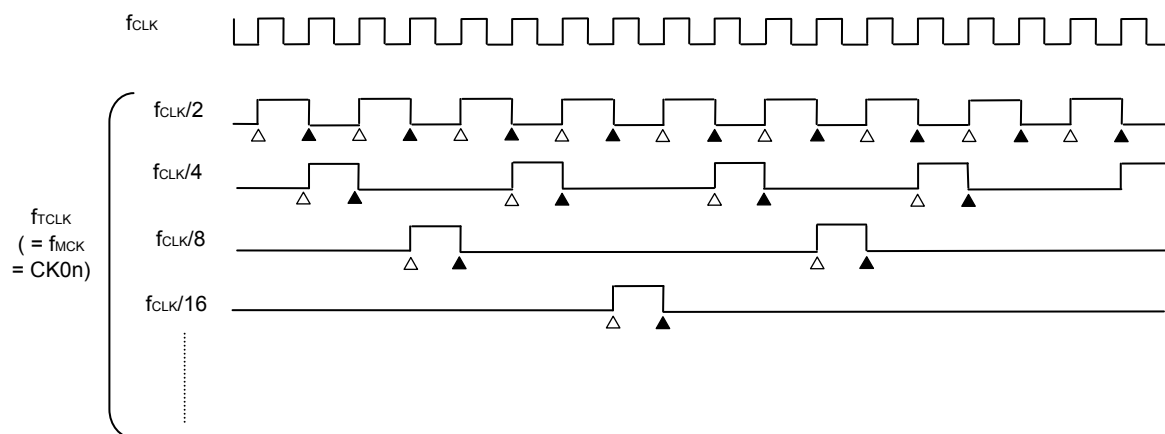 fCLK
fCLK/2
fCLK/4
fTCLK
( = fMCK
= CK0n)
fCLK/8
fCLK/16